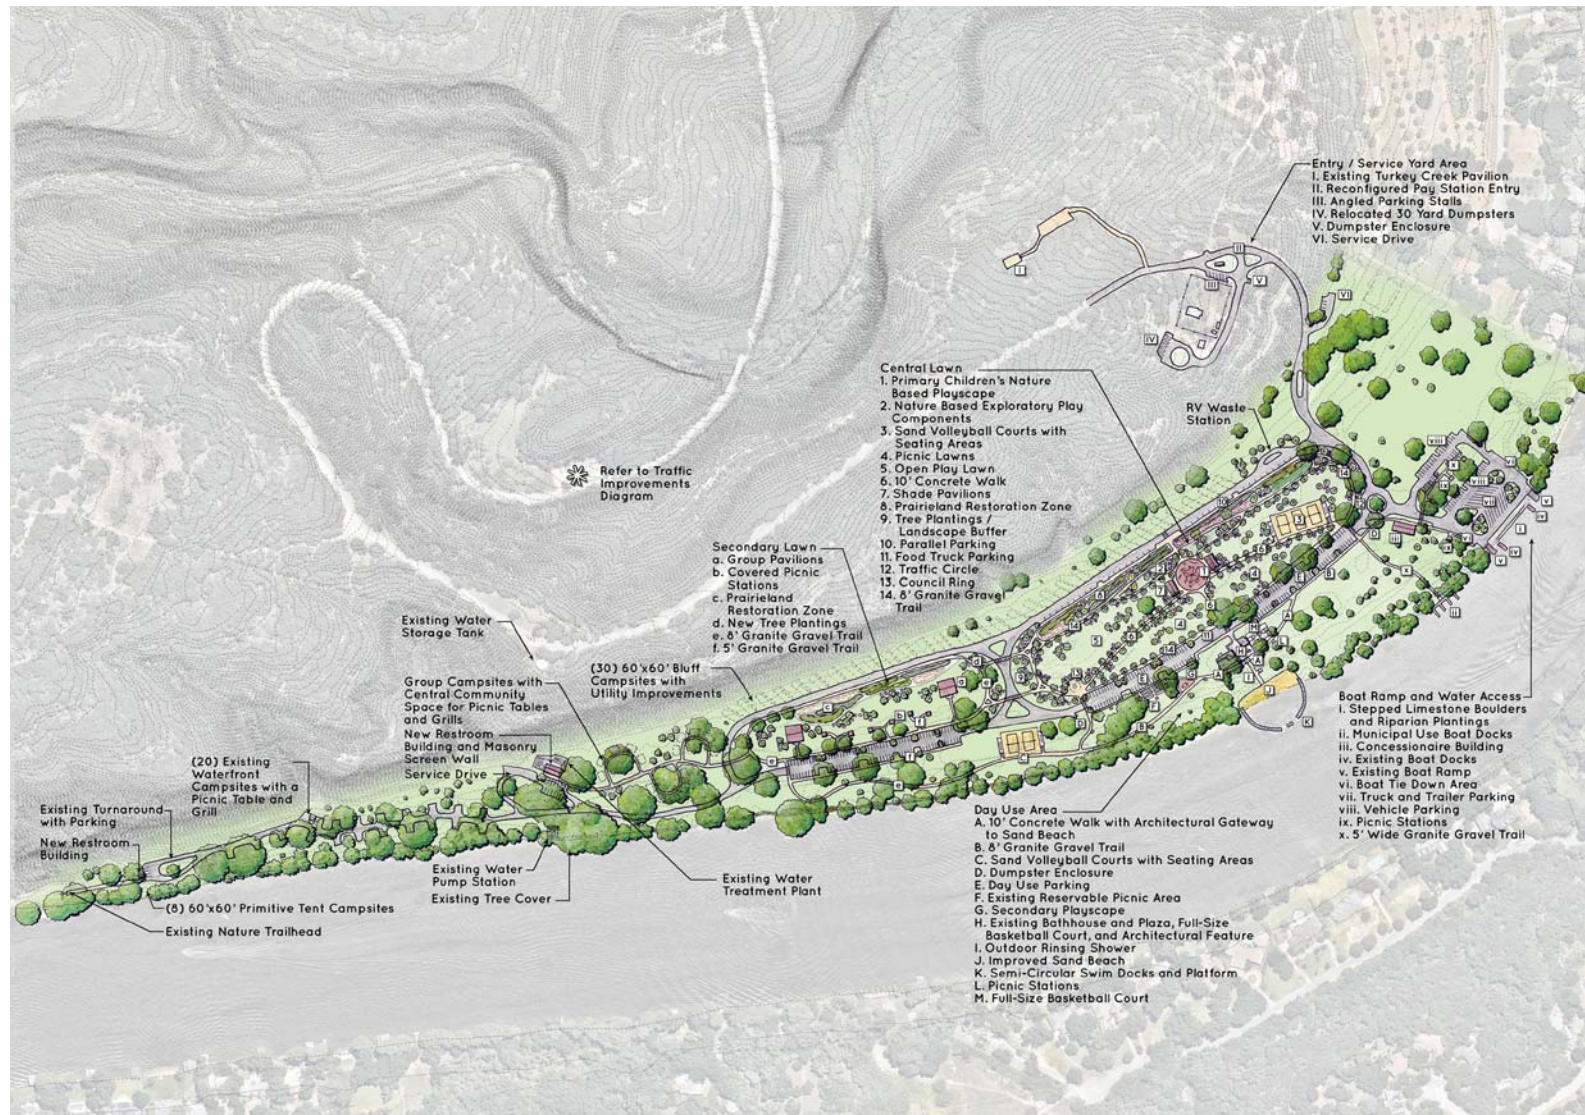 Entry / Service Yard Area
I. Existing Turkey Creek Pavilion
II. Reconfigured Pay Station Entry
III. Angled Parking Stalls
IV. Relocated 30 Yard Dumpsters
V. Dumpster Enclosure
VI. Service Drive
Central Lawn
1. Primary Children's Nature
Based Playscape
2. Nature Based Exploratory Play
Components
3. Sand Volleyball Courts with
Seating Areas
4. Picnic Lawns
5. Open Play Lawn
6. 10' Concrete Walk
7. Shade Pavilions
8. Prairieland Restoration Zone
9. Tree Plantings /
Landscape Buffer
10. Parallel Parking
11. Food Truck Parking
12. Traffic Circle
13. Council Ring
14. 8' Granite Gravel
Trail
RV Waste
Station
Refer to Traffic
Improvements
Diagram
Secondary Lawn
a. Group Pavilions
b. Covered Picnic
Stations
c. Prairieland
Restoration Zone
d. New Tree Plantings
e. 8' Granite Gravel Trail
f. 5' Granite Gravel Trail
Existing Water
Storage Tank
(30) 60'x60' Bluff
Campsites with
Utility Improvements
Group Campsites with
Central Community
Space for Picnic Tables
and Grills
New Restroom
Building and Masonry
Screen Wall
Service Drive
(20) Existing
Waterfront
Campsites with a
Picnic Table and
Grill
Existing Turnaround
with Parking
New Restroom
Building
(8) 60'x60' Primitive Tent Campsites
Existing Nature Trailhead
Existing Water
Pump Station
Existing Tree Cover
Existing Water
Treatment Plant
Day Use Area
A. 10' Concrete Walk with Architectural Gateway
to Sand Beach
B. 8' Granite Gravel Trail
C. Sand Volleyball Courts with Seating Areas
D. Dumpster Enclosure
E. Day Use Parking
F. Existing Reservable Picnic Area
G. Secondary Playscape
H. Existing Bathhouse and Plaza, Full-Size
Basketball Court, and Architectural Feature
I. Outdoor Rinsing Shower
J. Improved Sand Beach
K. Semi-Circular Swim Docks and Platform
L. Picnic Stations
M. Full-Size Basketball Court
Boat Ramp and Water Access
i. Stepped Limestone Boulders
and Riparian Plantings
ii. Municipal Use Boat Docks
iii. Concessionaire Building
iv. Existing Boat Docks
v. Existing Boat Ramp
vi. Boat Tie Down Area
vii. Truck and Trailer Parking
viii. Vehicle Parking
ix. Picnic Stations
x. 5' Wide Granite Gravel Trail